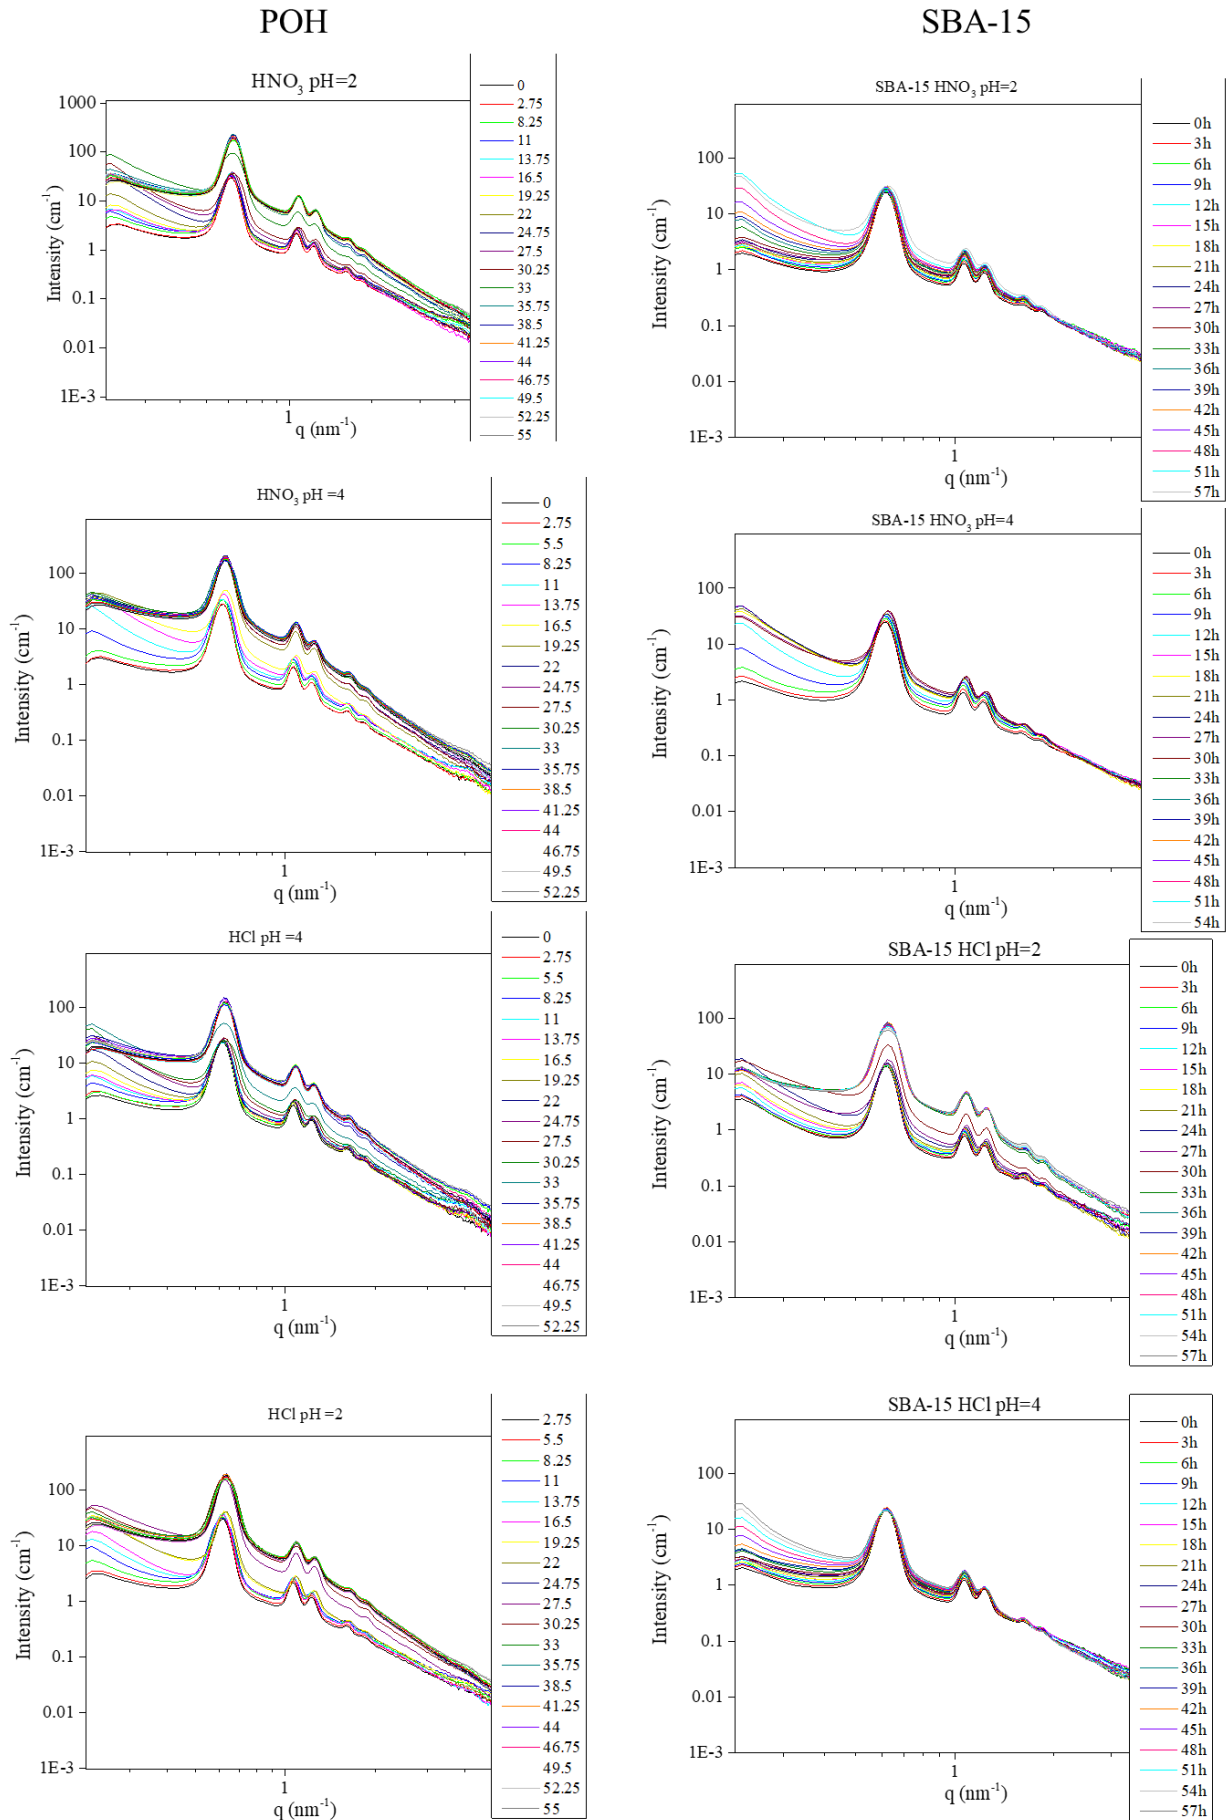 POH
SBA-15
HNO₃ pH=2
Intensity (cm⁻¹)
1000
100
10
1
0.1
0.01
1E-3
1
q (nm⁻¹)
0
2.75
8.25
11
13.75
16.5
19.25
22
24.75
27.5
30.25
33
35.75
38.5
41.25
44
46.75
49.5
52.25
55
SBA-15 HNO₃ pH=2
Intensity (cm⁻¹)
100
10
1
0.1
0.01
1E-3
1
q (nm⁻¹)
0h
3h
6h
9h
12h
15h
18h
21h
24h
27h
30h
33h
36h
39h
42h
45h
48h
51h
57h
HNO₃ pH =4
Intensity (cm⁻¹)
100
10
1
0.1
0.01
1E-3
1
q (nm⁻¹)
0
2.75
5.5
8.25
11
13.75
16.5
19.25
22
24.75
27.5
30.25
33
35.75
38.5
41.25
44
46.75
49.5
52.25
SBA-15 HNO₃ pH=4
Intensity (cm⁻¹)
100
10
1
0.1
0.01
1E-3
1
q (nm⁻¹)
0h
3h
6h
9h
12h
15h
18h
21h
24h
27h
30h
33h
36h
39h
42h
45h
48h
51h
54h
HCl pH =4
Intensity (cm⁻¹)
100
10
1
0.1
0.01
1E-3
1
q (nm⁻¹)
0
2.75
5.5
8.25
11
13.75
16.5
19.25
22
24.75
27.5
30.25
33
35.75
38.5
41.25
44
46.75
49.5
52.25
SBA-15 HCl pH=2
Intensity (cm⁻¹)
100
10
1
0.1
0.01
1E-3
1
q (nm⁻¹)
0h
3h
6h
9h
12h
15h
18h
21h
24h
27h
30h
33h
36h
39h
42h
45h
48h
51h
54h
57h
HCl pH =2
Intensity (cm⁻¹)
100
10
1
0.1
0.01
1E-3
1
q (nm⁻¹)
2.75
5.5
8.25
11
13.75
16.5
19.25
22
24.75
27.5
30.25
33
35.75
38.5
41.25
44
46.75
49.5
52.25
55
SBA-15 HCl pH=4
Intensity (cm⁻¹)
100
10
1
0.1
0.01
1E-3
1
q (nm⁻¹)
0h
3h
6h
9h
12h
15h
18h
21h
24h
27h
30h
33h
36h
39h
42h
45h
48h
51h
54h
57h